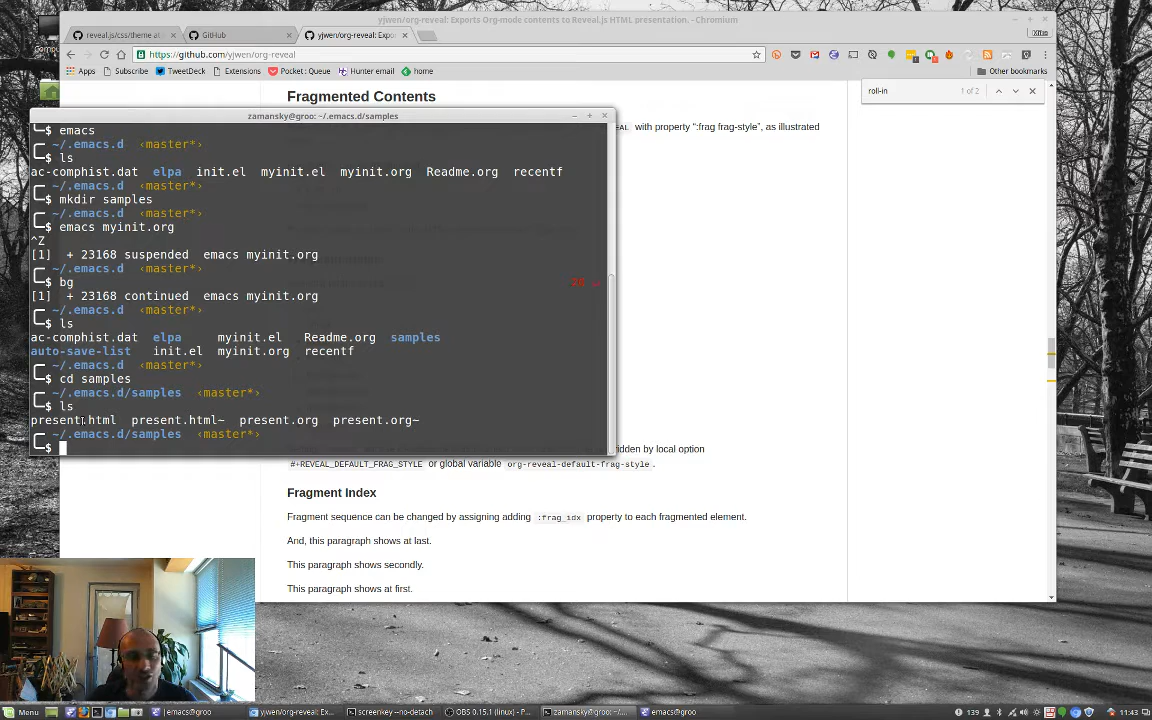 yjwen/org-reveal: Exports Org-mode contents to Reveal.js HTML presentation. - Chromium
reveal.js/css/theme at
GitHub
yjwen/org-reveal: Expo
https://github.com/yjwen/org-reveal
Apps
Subscribe
TweetDeck
Extensions
Pocket : Queue
Hunter email
home
Other bookmarks
roll-in
1 of 2
Fragmented Contents
with property ":frag frag-style", as illustrated
zamansky@groo: ~/.emacs.d/samples
$ emacs
~/.emacs.d ‹master*›
$ ls
ac-comphist.dat elpa init.el myinit.el myinit.org Readme.org recentf
~/.emacs.d ‹master*›
$ mkdir samples
~/.emacs.d ‹master*›
$ emacs myinit.org
^Z
[1] + 23168 suspended emacs myinit.org
~/.emacs.d ‹master*›
$ bg
[1] + 23168 continued emacs myinit.org
~/.emacs.d ‹master*›
$ ls
ac-comphist.dat elpa myinit.el Readme.org samples
auto-save-list init.el myinit.org recentf
~/.emacs.d ‹master*›
$ cd samples
~/.emacs.d/samples ‹master*›
$ ls
present.html present.html~ present.org present.org~
~/.emacs.d/samples ‹master*›
$
by local option
#+REVEAL_DEFAULT_FRAG_STYLE or global variable org-reveal-default-frag-style .
Fragment Index
Fragment sequence can be changed by assigning adding :frag_idx property to each fragmented element.
And, this paragraph shows at last.
This paragraph shows secondly.
This paragraph shows at first.
Menu
emacs@groo
yjwen/org-reveal: Ex...
screenkey --no-detach
OBS 0.15.1 (linux) - P...
zamansky@groo: ~/...
emacs@groo
139
11:43